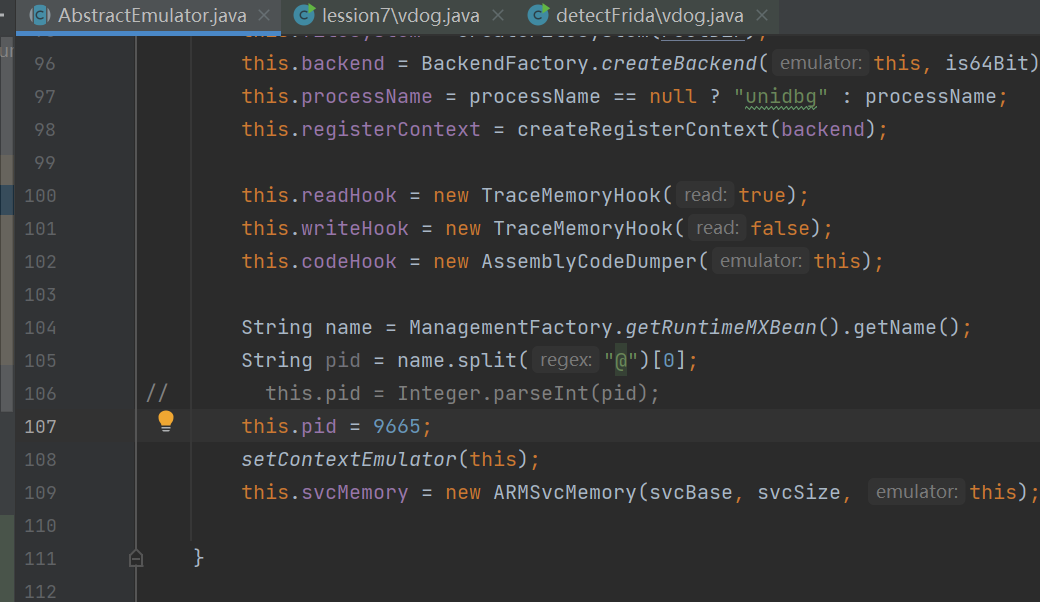 AbstractEmulator.java lession7\vdog.java detectFrida\vdog.java
96 this.backend = BackendFactory.createBackend( emulator: this, is64Bit)
97 this.processName = processName == null ? "unidbg" : processName;
98 this.registerContext = createRegisterContext(backend);
99
100 this.readHook = new TraceMemoryHook( read: true);
101 this.writeHook = new TraceMemoryHook( read: false);
102 this.codeHook = new AssemblyCodeDumper( emulator: this);
103
104 String name = ManagementFactory.getRuntimeMXBean().getName();
105 String pid = name.split( regex: "@")[0];
106 // this.pid = Integer.parseInt(pid);
107 this.pid = 9665;
108 setContextEmulator(this);
109 this.svcMemory = new ARMSvcMemory(svcBase, svcSize, emulator: this);
110
111 }
112